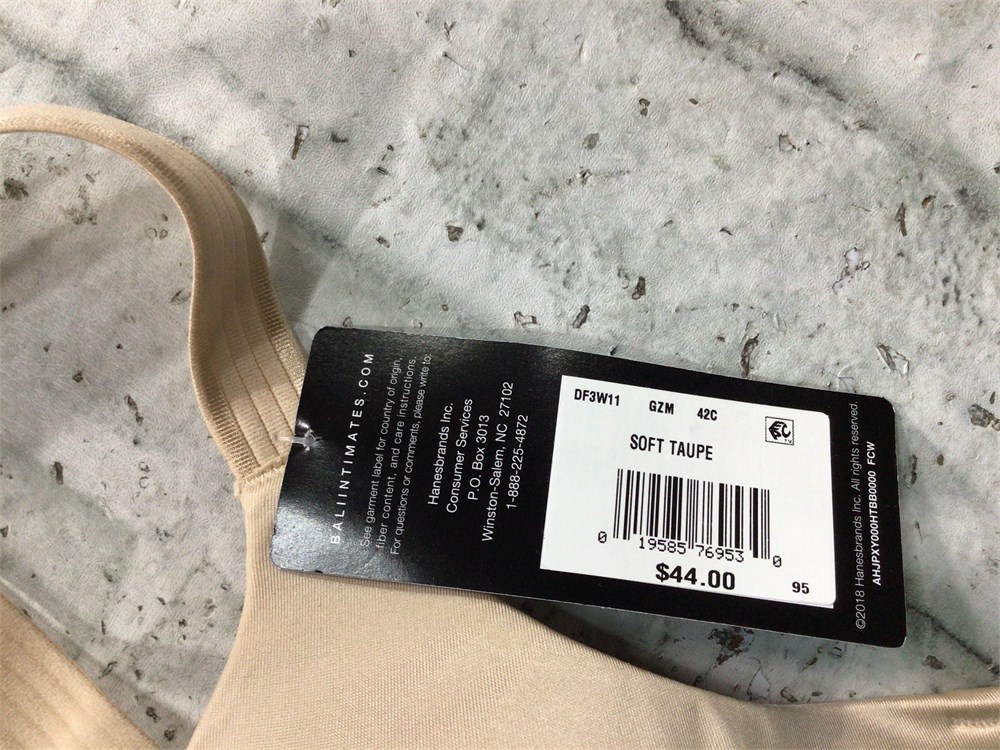 BALIINTIMATES.COM
See garment label for country of origin,
fiber content, and care instructions.
For questions or comments, please write to:
Hanesbrands Inc.
Consumer Services
P.O. Box 3013
Winston-Salem, NC 27102
1-888-225-4872
DF3W11 GZM 42C
SOFT TAUPE
0 19585 76953 0
$44.00
95
©2018 Hanesbrands Inc. All rights reserved.
AHJPXY000HTBB0000 FCW